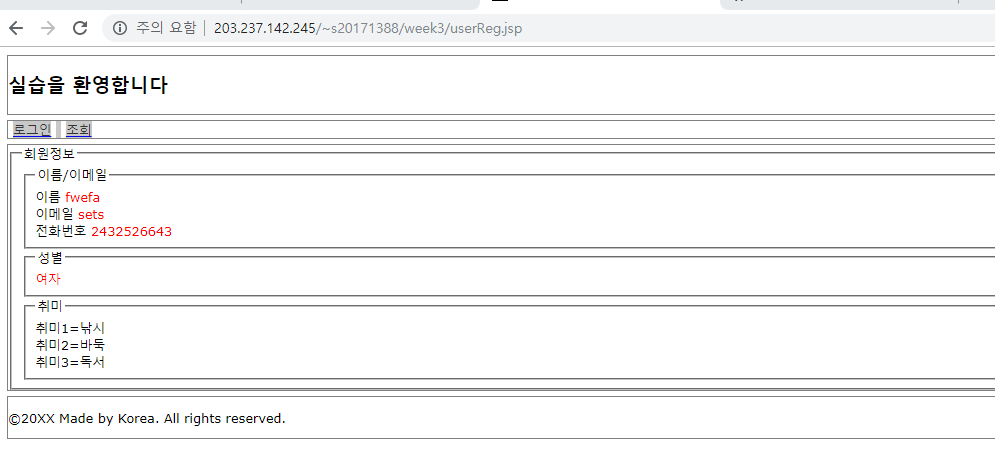 주의 요함 203.237.142.245/~s20171388/week3/userReg.jsp
실습을 환영합니다
로그인 조회
회원정보
이름/이메일
이름 fwefa
이메일 sets
전화번호 2432526643
성별
여자
취미
취미1=낚시
취미2=바둑
취미3=독서
©20XX Made by Korea. All rights reserved.